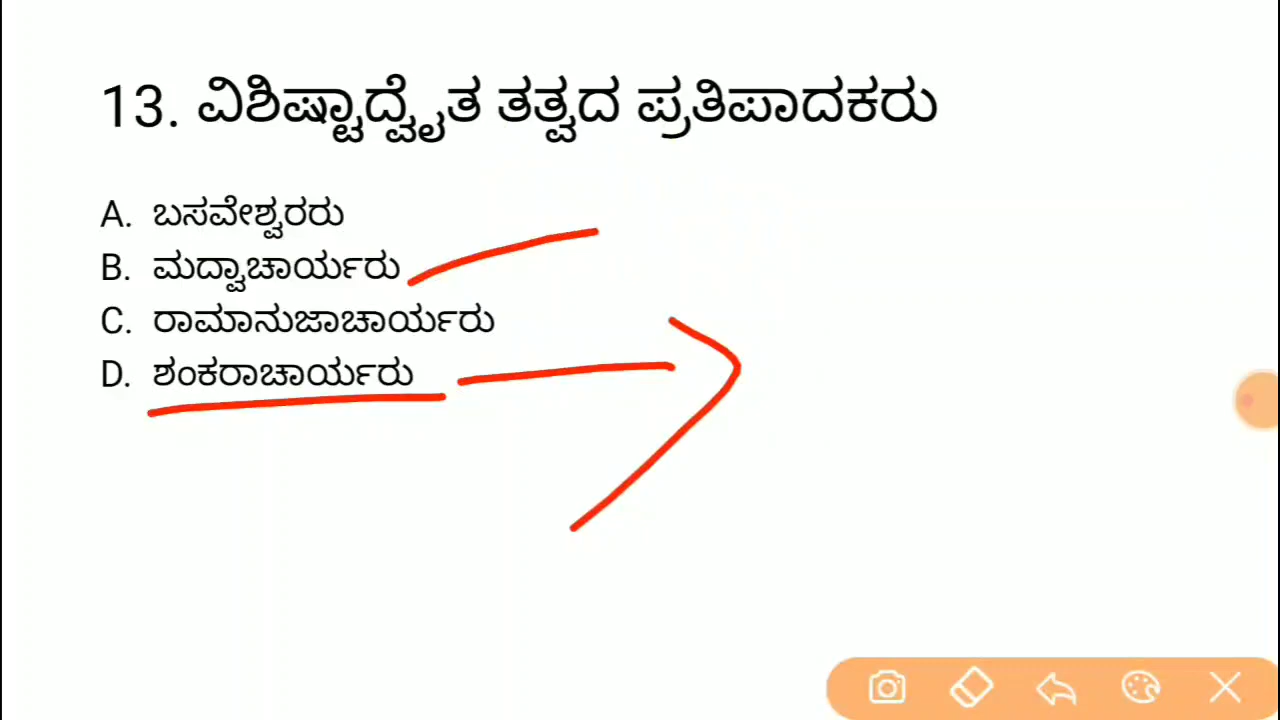 13. ವಿಶಿಷ್ಟಾದ್ವೈತ ತತ್ವದ ಪ್ರತಿಪಾದಕರು
A. ಬಸವೇಶ್ವರರು
B. ಮದ್ವಾಚಾರ್ಯರು
C. ರಾಮಾನುಜಾಚಾರ್ಯರು
D. ಶಂಕರಾಚಾರ್ಯರು